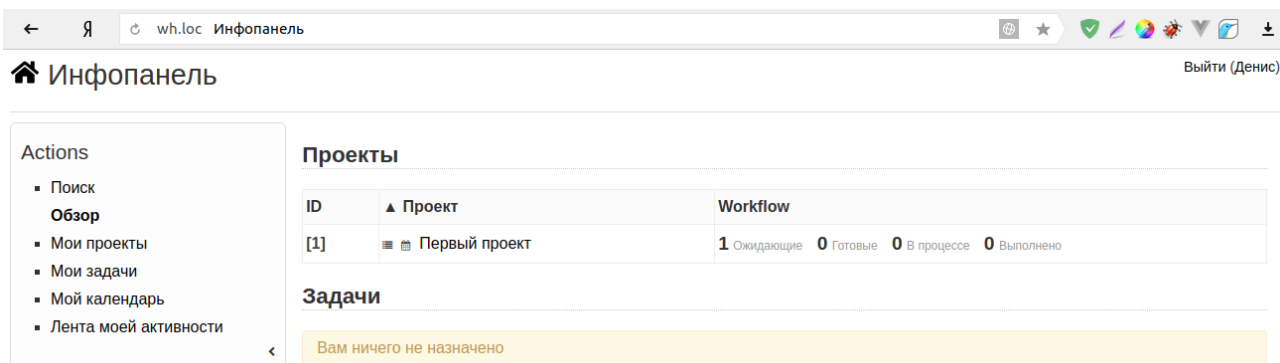 Я wh.loc Инфопанель
Инфопанель
Выйти (Денис)
Actions
Поиск
Обзор
Мои проекты
Мои задачи
Мой календарь
Лента моей активности
Проекты
ID ▲ Проект Workflow
[1] Первый проект 1 Ожидающие 0 Готовые 0 В процессе 0 Выполнено
Задачи
Вам ничего не назначено